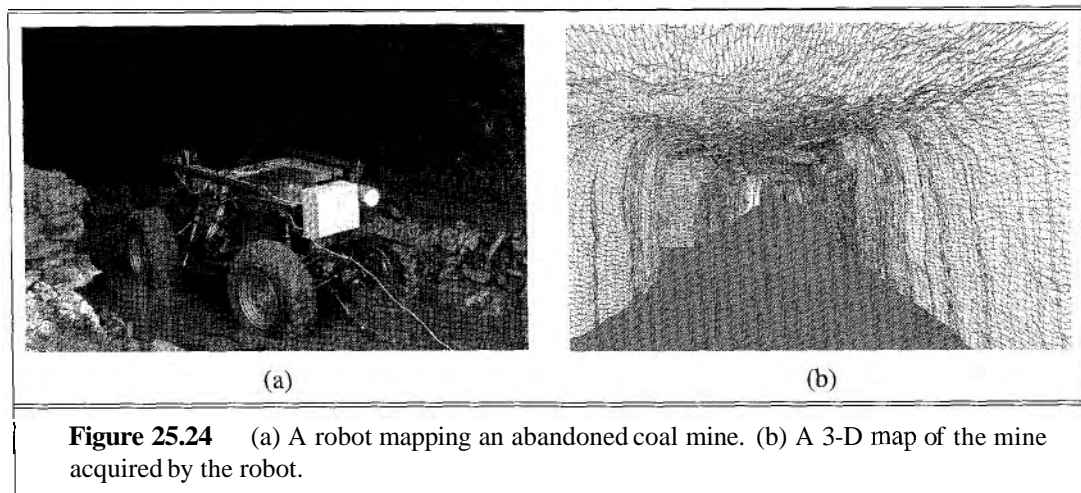 (a)
(b)
Figure 25.24 (a) A robot mapping an abandoned coal mine. (b) A 3-D map of the mine
acquired by the robot.